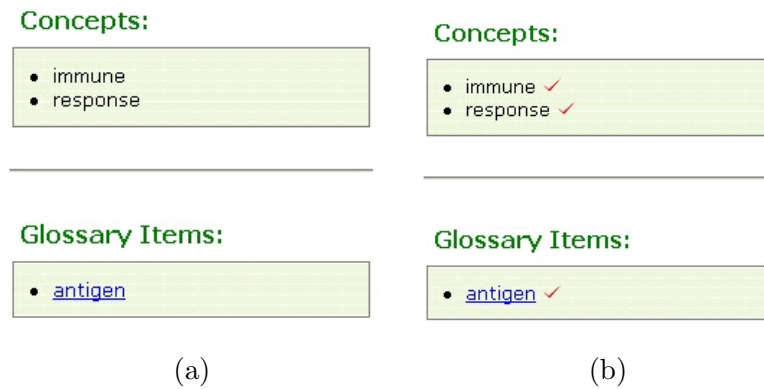 Concepts:
• immune
• response
Glossary Items:
• antigen
(a)
Concepts:
• immune ✓
• response ✓
Glossary Items:
• antigen ✓
(b)